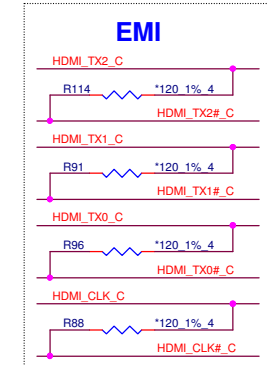 EMI
HDMI_TX2_C
R114 *120_1%_4
HDMI_TX2#_C
HDMI_TX1_C
R91 *120_1%_4
HDMI_TX1#_C
HDMI_TX0_C
R96 *120_1%_4
HDMI_TX0#_C
HDMI_CLK_C
R88 *120_1%_4
HDMI_CLK#_C